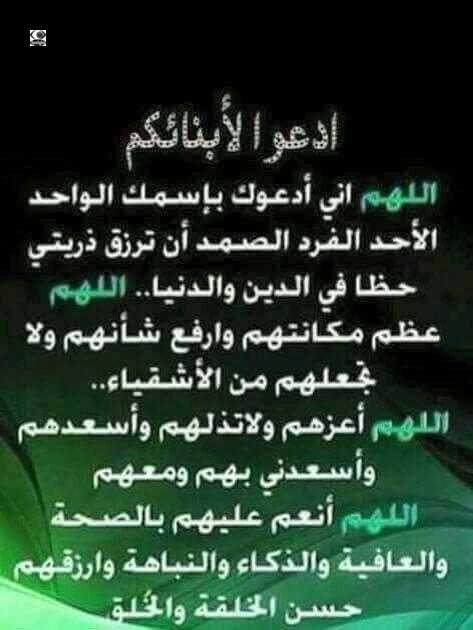 ادعوا لأبنائكم
اللهم اني أدعوك بإسمك الواحد
الأحد الفرد الصمد أن ترزق ذريتي
حظا في الدين والدنيا.. اللهم
عظم مكانتهم وارفع شأنهم ولا
تجعلهم من الأشقياء..
اللهم أعزهم ولاتذلهم وأسعدهم
وأسعدني بهم ومعهم
اللهم أنعم عليهم بالصحة
والعافية والذكاء والنباهة وارزقهم
حسن الخلقة والخُلق